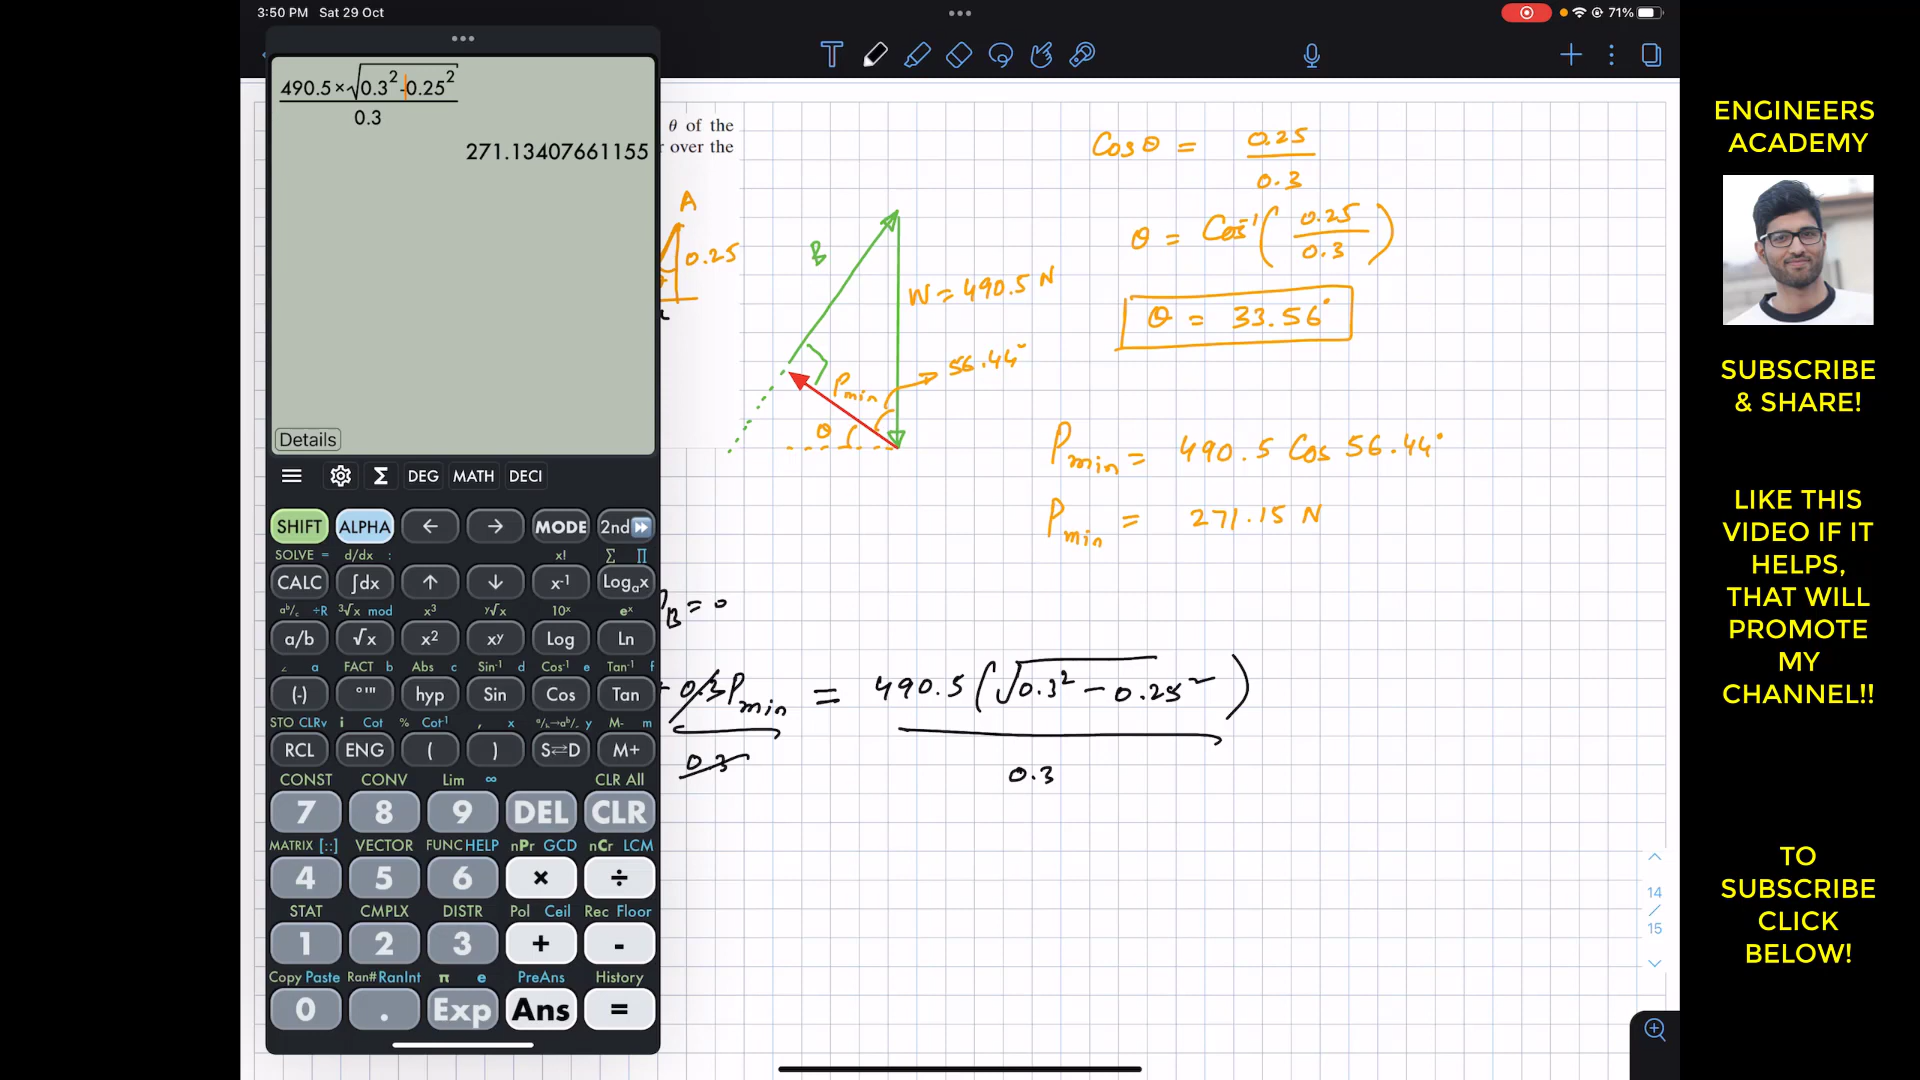 3:50 PM Sat 29 Oct
71%
490.5×√0.3²-0.25²
0.3
271.13407661155
Details
DEG MATH DECI
SHIFT ALPHA ← → MODE 2nd
SOLVE = d/dx : x! Σ ∏
CALC ∫dx ↑ ↓ x⁻¹ Logₐx
aᵇ/c ÷R ³√x mod x³ ʸ√x 10ˣ eˣ
a/b √x x² xʸ Log Ln
∠ a FACT b Abs c Sin⁻¹ d Cos⁻¹ e Tan⁻¹ f
(-) °'" hyp Sin Cos Tan
STO CLRv i Cot % Cot⁻¹ , x y M- m
RCL ENG ( ) S⇄D M+
CONST CONV Lim ∞ CLR All
7 8 9 DEL CLR
MATRIX [::] VECTOR FUNC HELP nPr GCD nCr LCM
4 5 6 × ÷
STAT CMPLX DISTR Pol Ceil Rec Floor
1 2 3 + -
Copy Paste Ran# RanInt π e PreAns History
0 . Exp Ans =
θ of the
r over the
A
0.25
B
W = 490.5 N
56.44°
Pmin
θ
Cosθ = 0.25
0.3
θ = Cos⁻¹( 0.25
0.3 )
θ = 33.56°
Pmin = 490.5 Cos 56.44°
Pmin = 271.15 N
B = 0
0.3 Pmin = 490.5 (√0.3² - 0.25²)
0.3 0.3
14
/
15
ENGINEERS
ACADEMY
SUBSCRIBE
& SHARE!
LIKE THIS
VIDEO IF IT
HELPS,
THAT WILL
PROMOTE
MY
CHANNEL!!
TO
SUBSCRIBE
CLICK
BELOW!